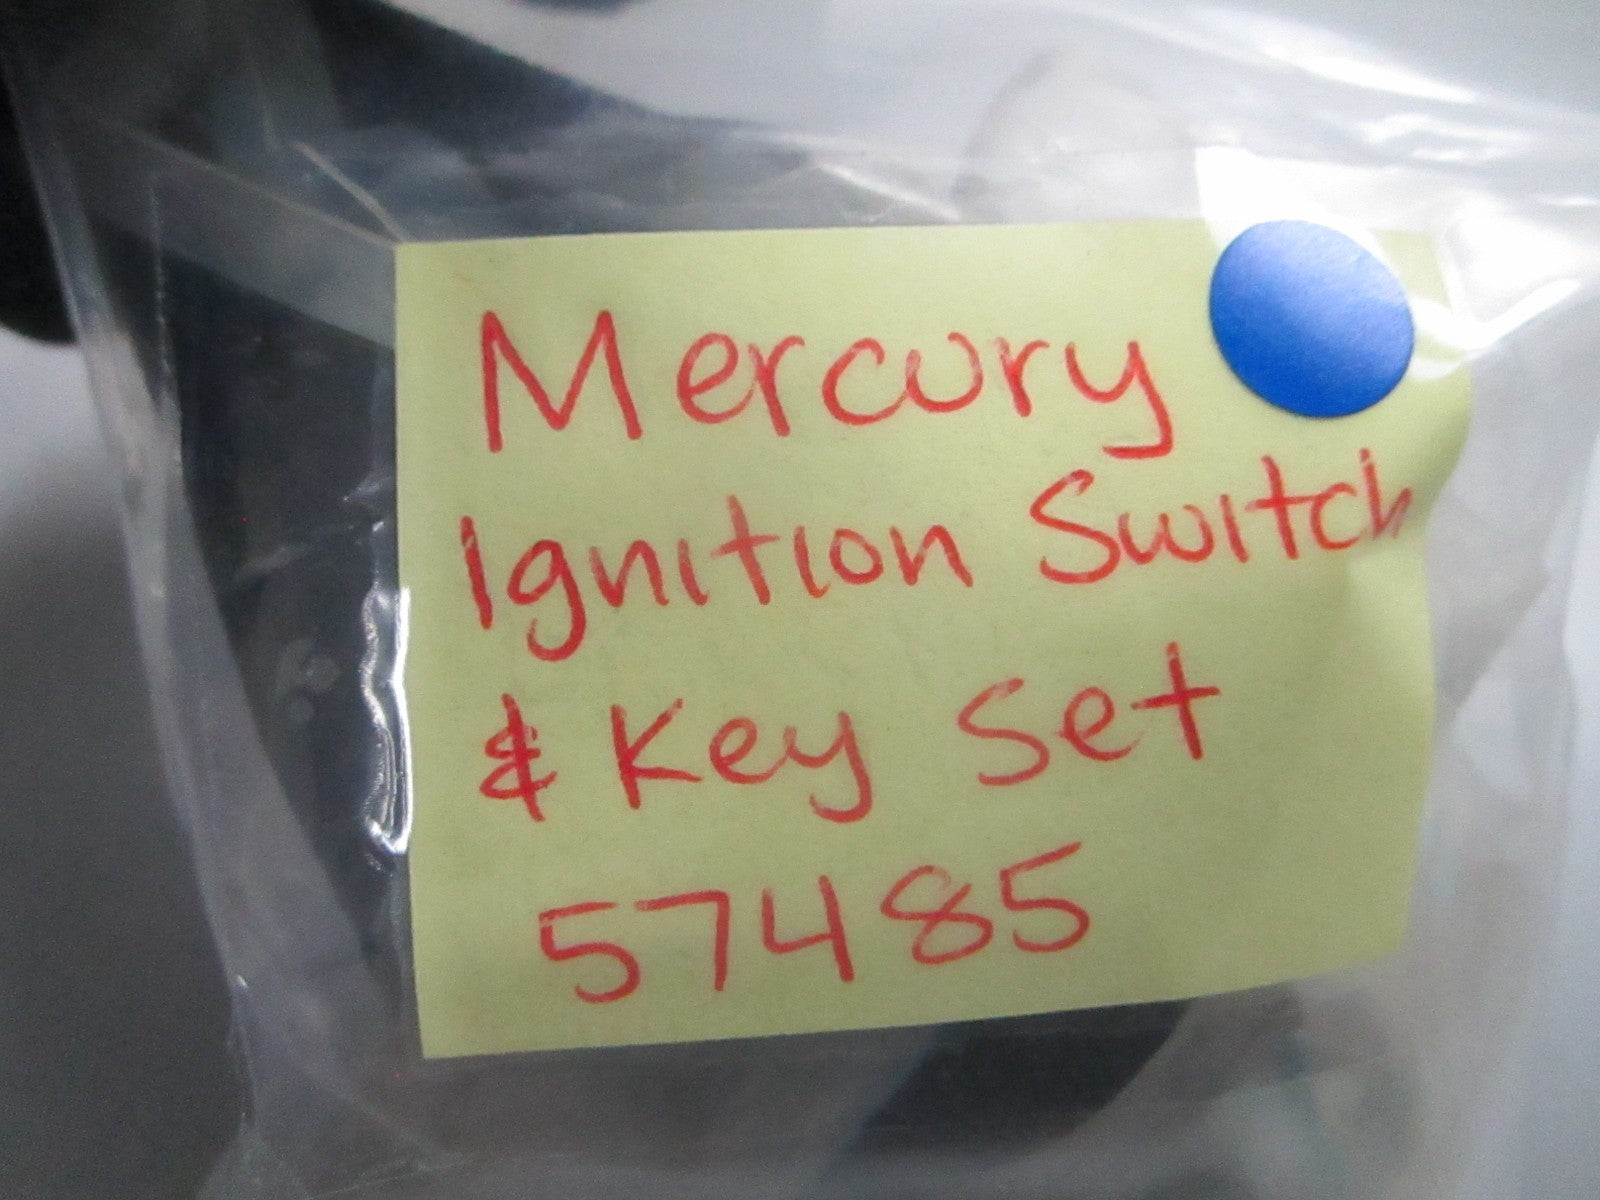 Mercury
Ignition Switch
& Key Set
57485